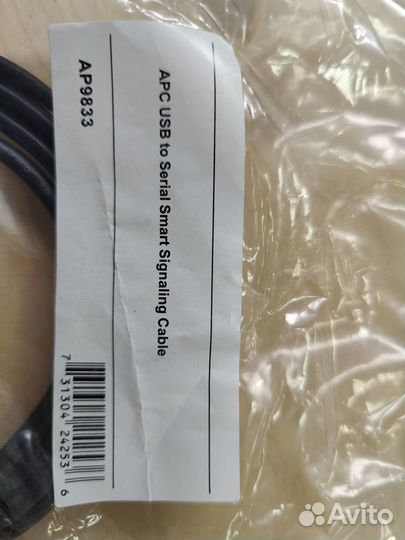 APC USB to Serial Smart Signaling Cable
AP9833
7 31304 24253 6
Avito